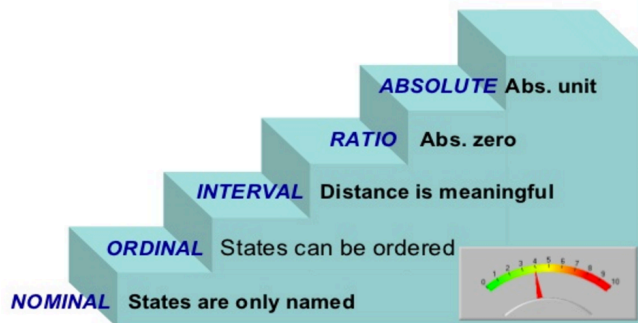 ABSOLUTE Abs. unit
RATIO Abs. zero
INTERVAL Distance is meaningful
ORDINAL States can be ordered
NOMINAL States are only named
0 1 2 3 4 5 6 7 8 9 10